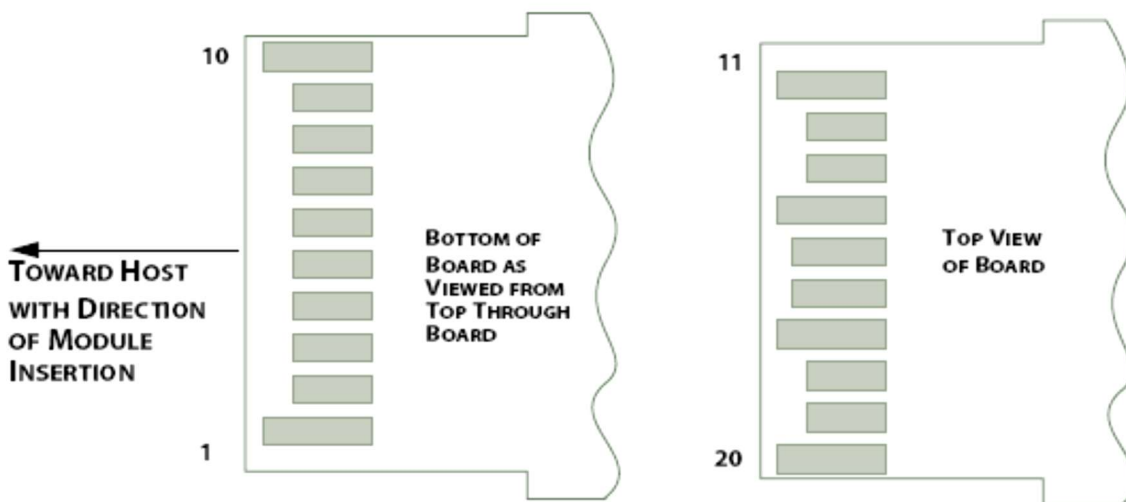 10
1
TOWARD HOST
WITH DIRECTION
OF MODULE
INSERTION
BOTTOM OF
BOARD AS
VIEWED FROM
TOP THROUGH
BOARD
11
20
TOP VIEW
OF BOARD